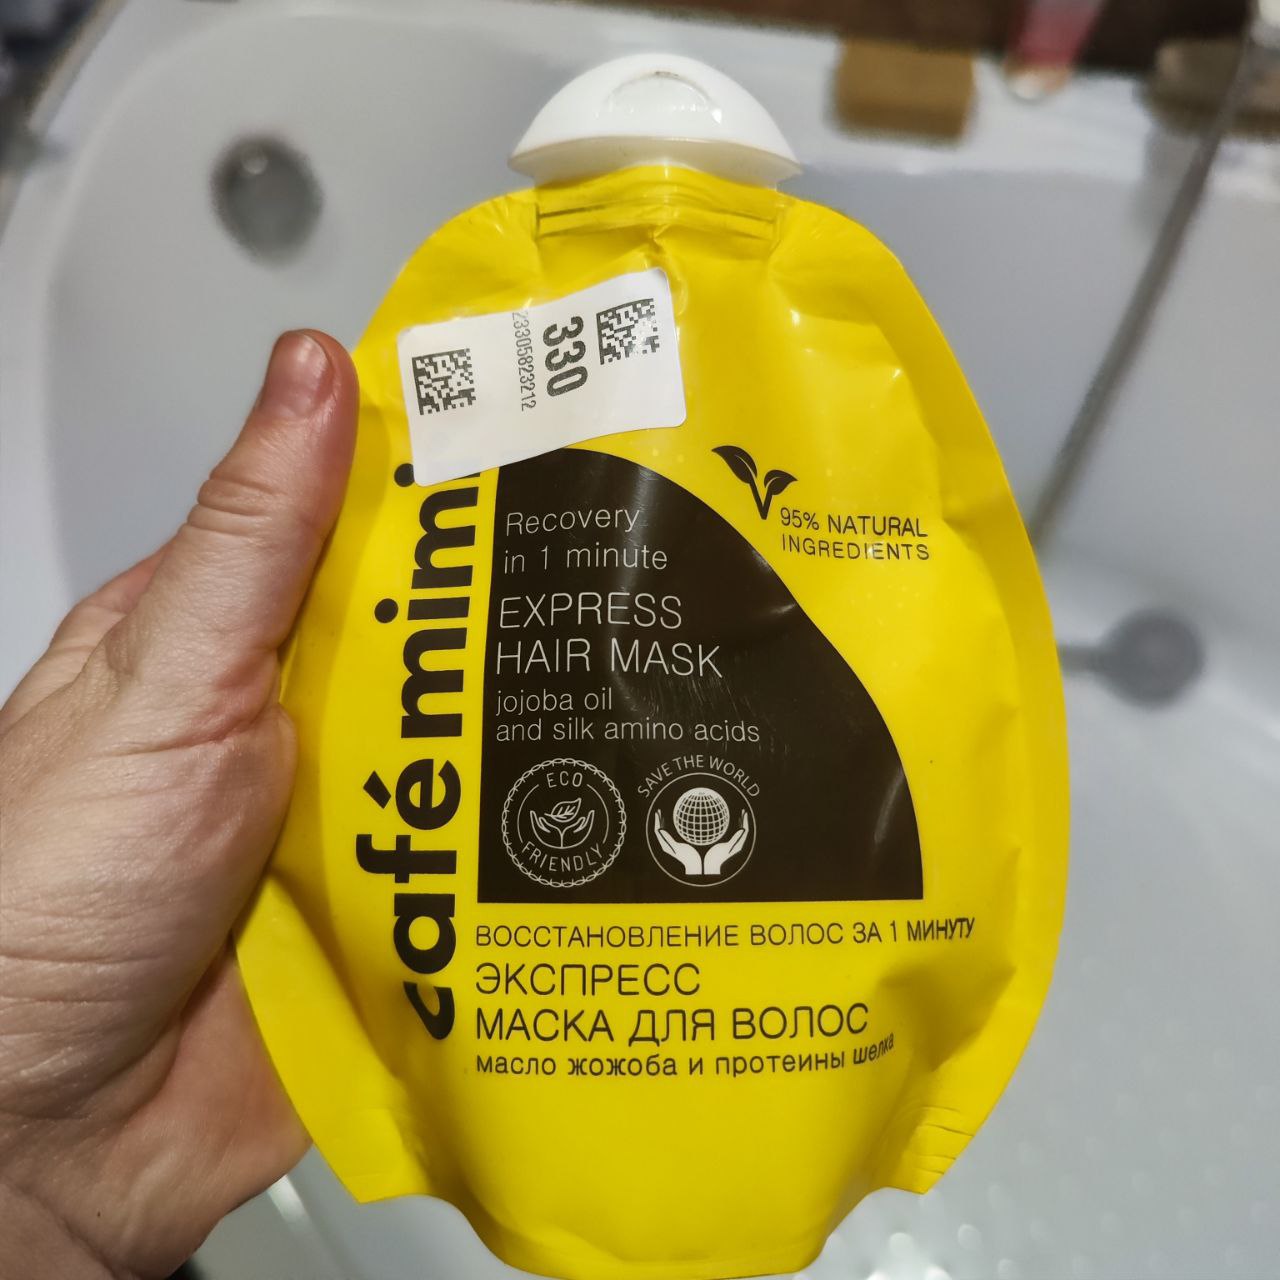 330
23305823212
café mimi
95% NATURAL
INGREDIENTS
Recovery
in 1 minute
EXPRESS
HAIR MASK
jojoba oil
and silk amino acids
ECO
FRIENDLY
SAVE THE WORLD
ВОССТАНОВЛЕНИЕ ВОЛОС ЗА 1 МИНУТУ
ЭКСПРЕСС
МАСКА ДЛЯ ВОЛОС
масло жожоба и протеины шелка